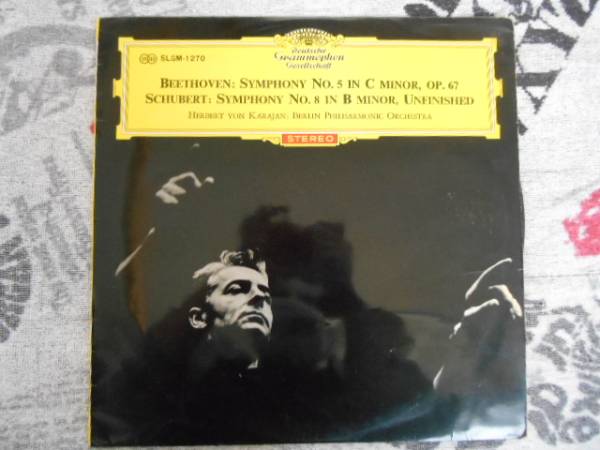 SLGM-1270
Deutsche
Grammophon
Gesellschaft
BEETHOVEN: SYMPHONY NO. 5 IN C MINOR, OP. 67
SCHUBERT: SYMPHONY NO. 8 IN B MINOR, UNFINISHED
HERBERT VON KARAJAN: BERLIN PHILHARMONIC ORCHESTRA
STEREO